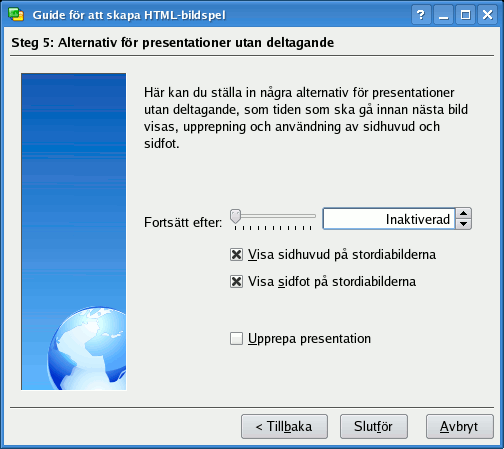 Guide för att skapa HTML-bildspel
Steg 5: Alternativ för presentationer utan deltagande
Här kan du ställa in några alternativ för presentationer
utan deltagande, som tiden som ska gå innan nästa bild
visas, upprepning och användning av sidhuvud och
sidfot.
Fortsätt efter:
Inaktiverad
Visa sidhuvud på stordiabilderna
Visa sidfot på stordiabilderna
Upprepa presentation
< Tillbaka
Slutför
Avbryt